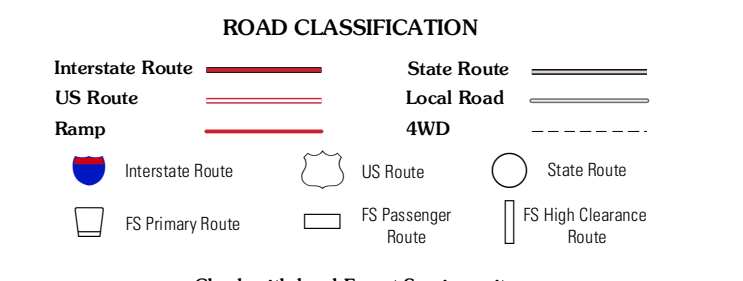 ROAD CLASSIFICATION
Interstate Route
State Route
US Route
Local Road
Ramp
4WD
Interstate Route
US Route
State Route
FS Primary Route
FS Passenger
Route
FS High Clearance
Route